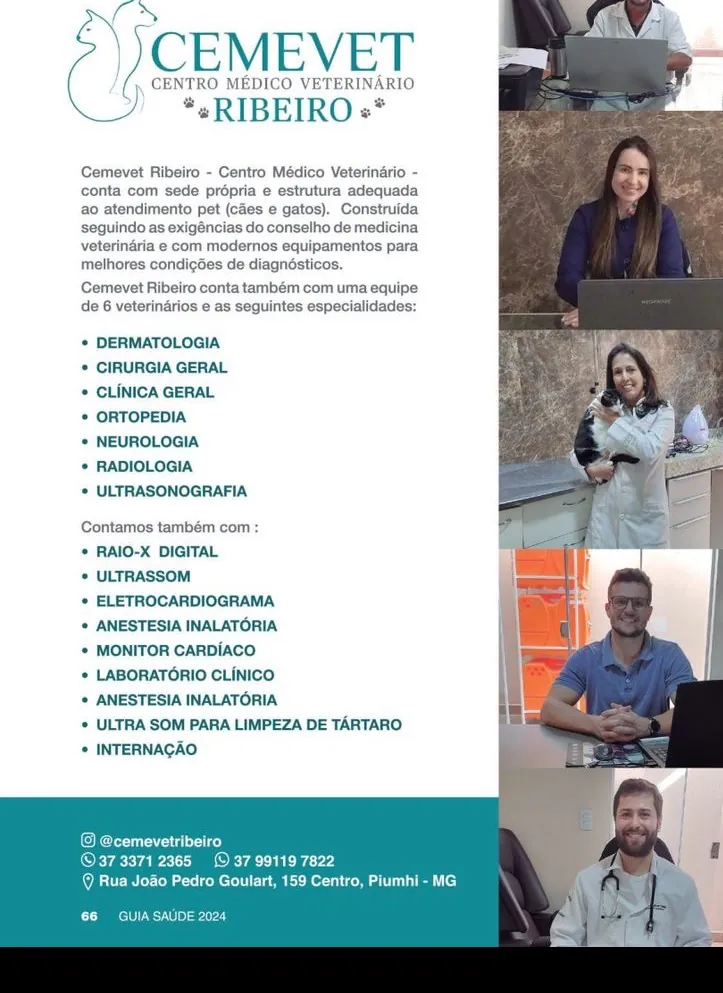 CEMEVET
CENTRO MÉDICO VETERINÁRIO
RIBEIRO
Cemevet Ribeiro - Centro Médico Veterinário -
conta com sede própria e estrutura adequada
ao atendimento pet (cães e gatos). Construída
seguindo as exigências do conselho de medicina
veterinária e com modernos equipamentos para
melhores condições de diagnósticos.
Cemevet Ribeiro conta também com uma equipe
de 6 veterinários e as seguintes especialidades:
• DERMATOLOGIA
• CIRURGIA GERAL
• CLÍNICA GERAL
• ORTOPEDIA
• NEUROLOGIA
• RADIOLOGIA
• ULTRASONOGRAFIA
Contamos também com :
• RAIO-X DIGITAL
• ULTRASSOM
• ELETROCARDIOGRAMA
• ANESTESIA INALATÓRIA
• MONITOR CARDÍACO
• LABORATÓRIO CLÍNICO
• ANESTESIA INALATÓRIA
• ULTRA SOM PARA LIMPEZA DE TÁRTARO
• INTERNAÇÃO
@cemevetribeiro
37 3371 2365 37 99119 7822
Rua João Pedro Goulart, 159 Centro, Piumhi - MG
66 GUIA SAÚDE 2024